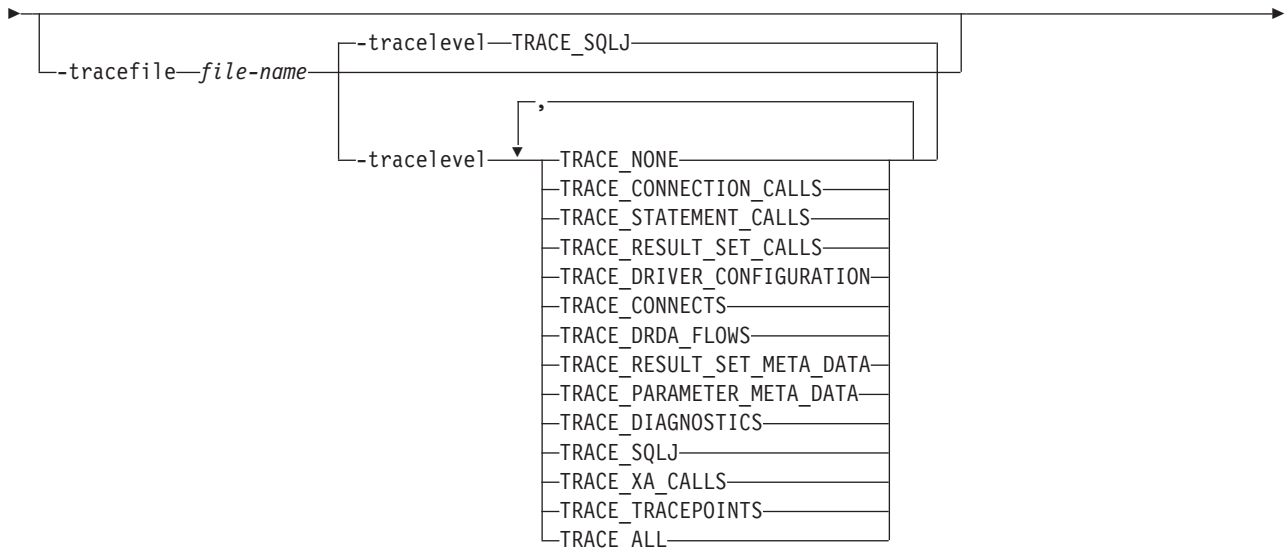 -tracelevel TRACE_SQLJ
-tracefile file-name
,
-tracelevel TRACE_NONE
TRACE_CONNECTION_CALLS
TRACE_STATEMENT_CALLS
TRACE_RESULT_SET_CALLS
TRACE_DRIVER_CONFIGURATION
TRACE_CONNECTS
TRACE_DRDA_FLOWS
TRACE_RESULT_SET_META_DATA
TRACE_PARAMETER_META_DATA
TRACE_DIAGNOSTICS
TRACE_SQLJ
TRACE_XA_CALLS
TRACE_TRACEPOINTS
TRACE_ALL